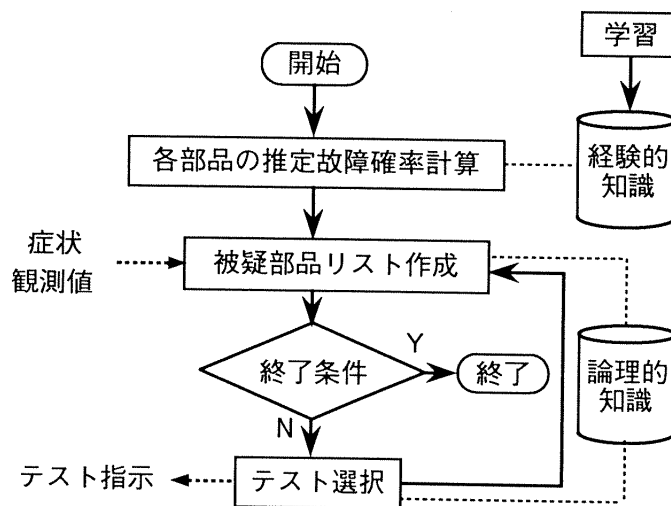 学習
開始
各部品の推定故障確率計算
経験的
知識
症状
観測値
被疑部品リスト作成
Y
終了条件
終了
論理的
知識
N
テスト指示
テスト選択